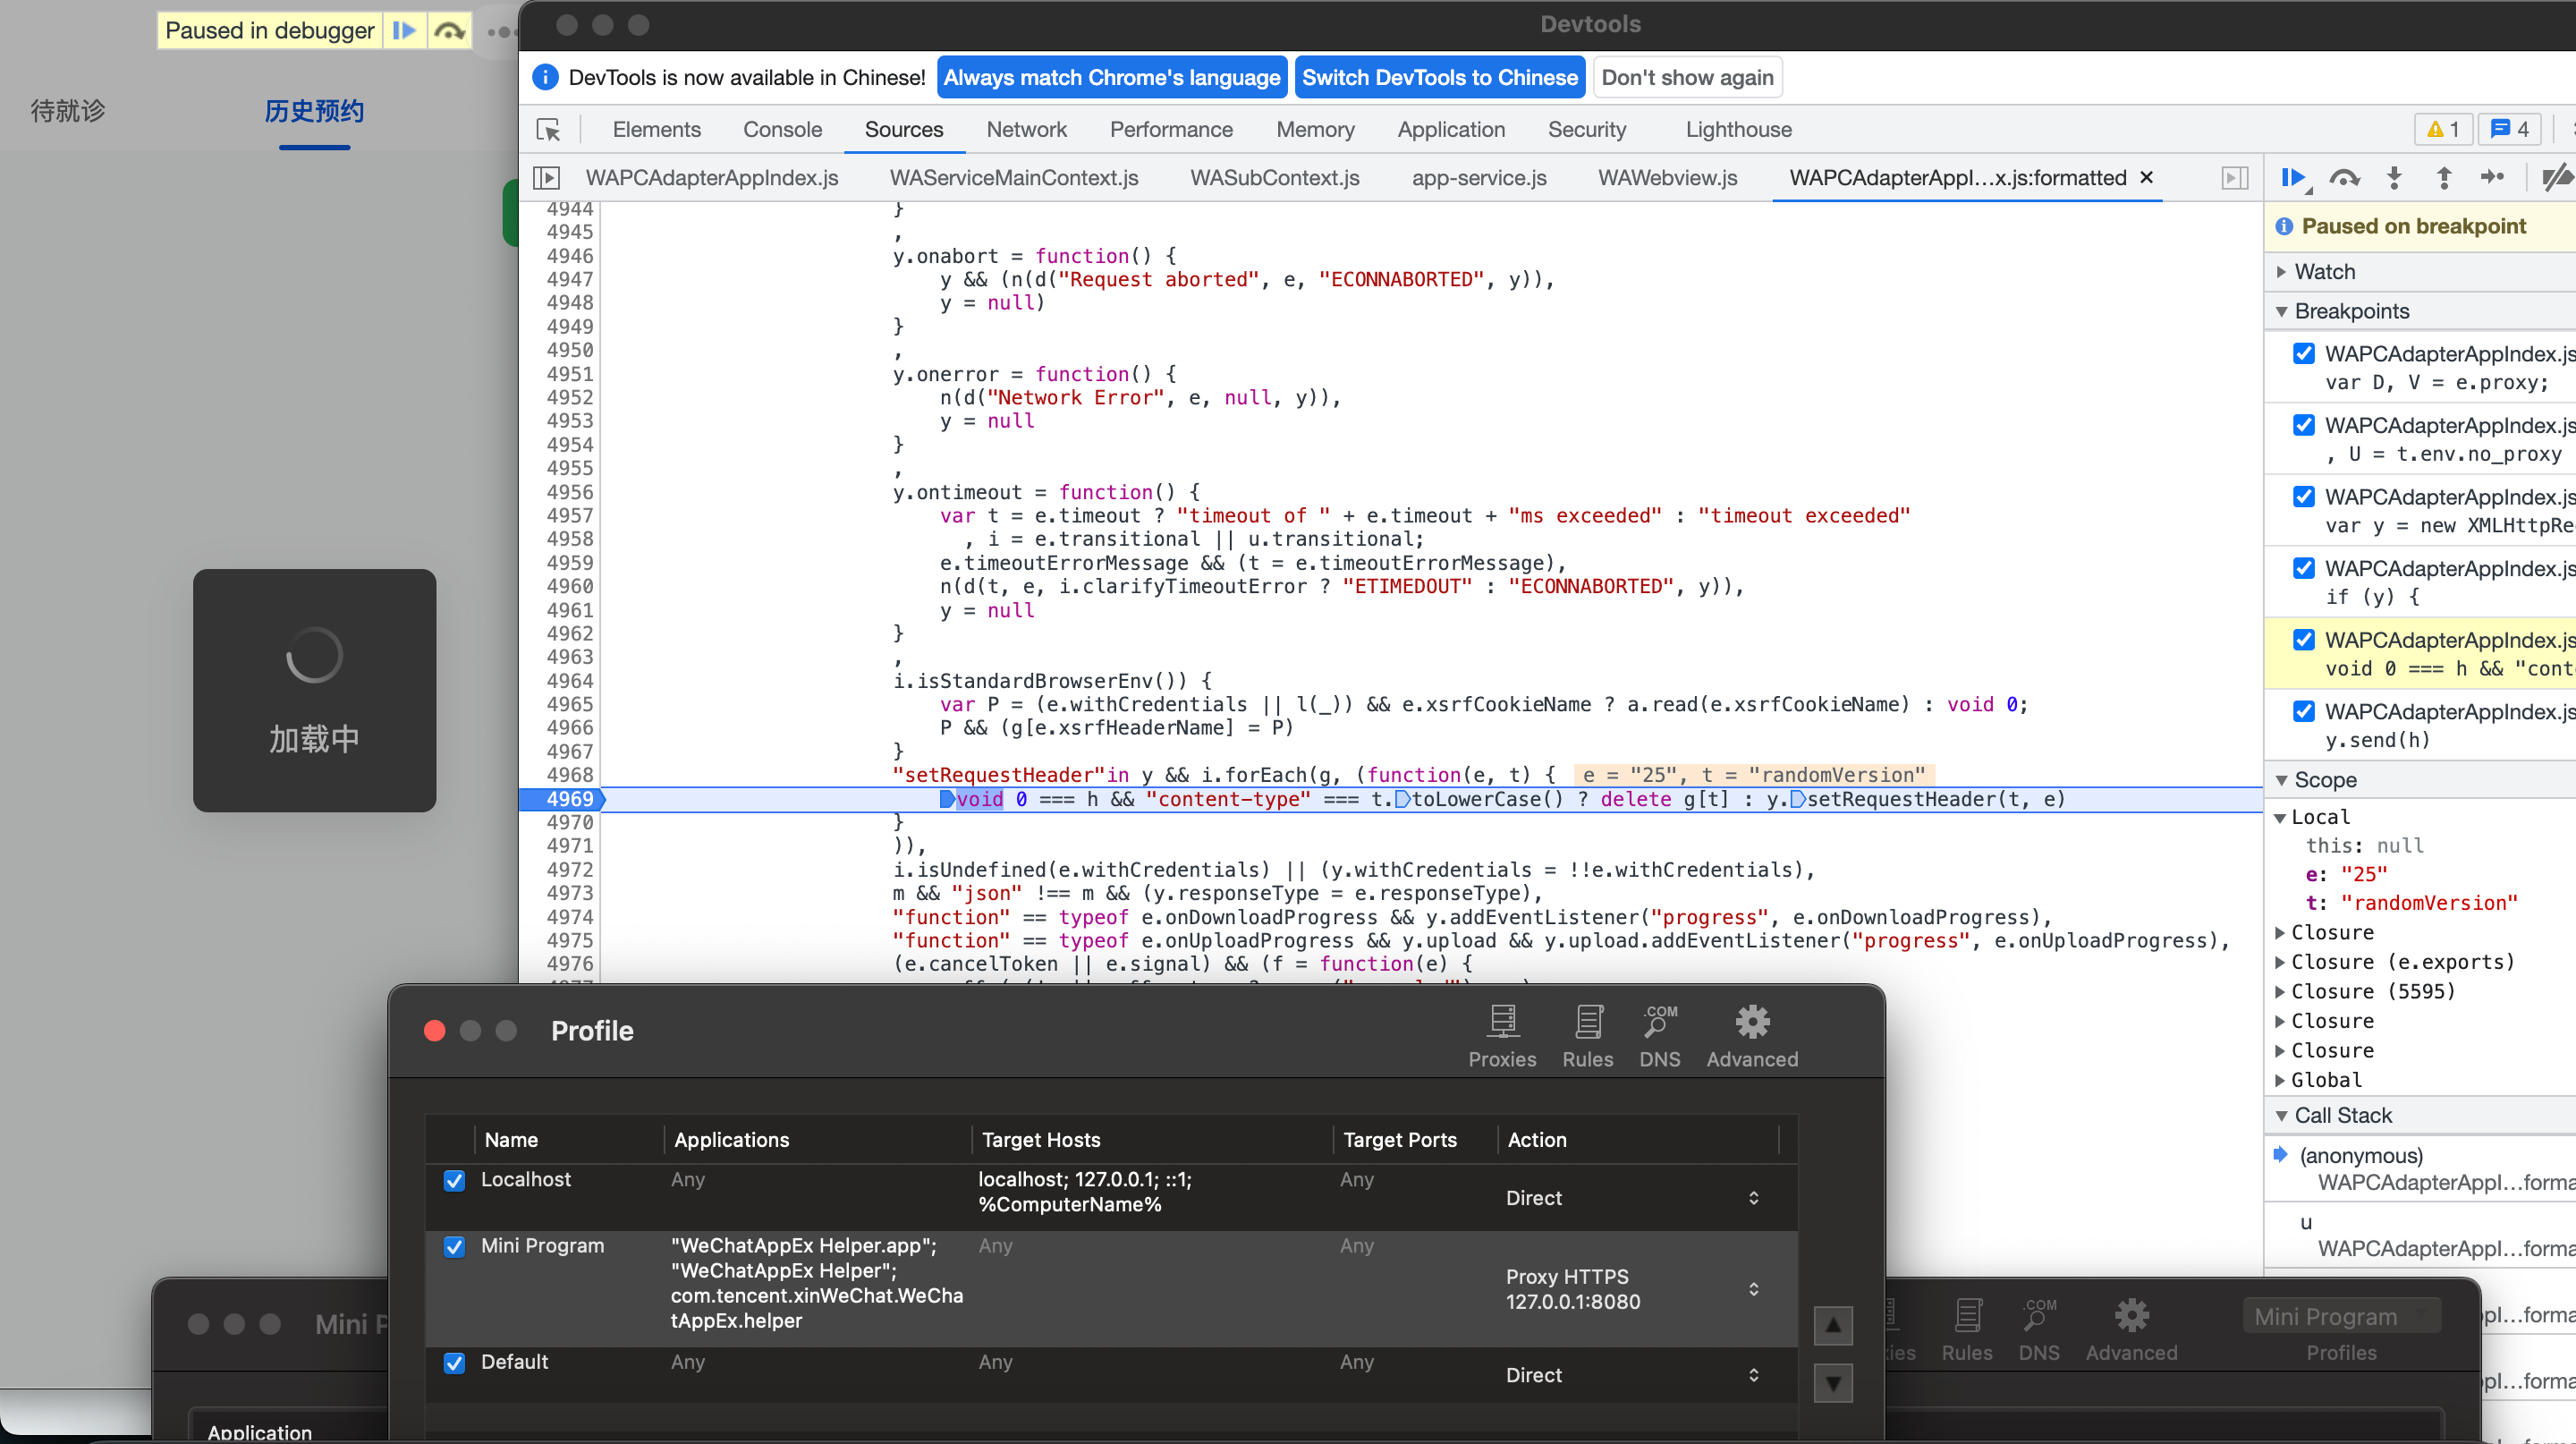 Paused in debugger
待就诊
历史预约
加载中
Devtools
DevTools is now available in Chinese! Always match Chrome's language Switch DevTools to Chinese Don't show again
Elements Console Sources Network Performance Memory Application Security Lighthouse 1 4
WAPCAdapterAppIndex.js WAServiceMainContext.js WASubContext.js app-service.js WAWebview.js WAPCAdapterAppI…x.js:formatted ×
4944 }
4945 ,
4946 y.onabort = function() {
4947 y && (n(d("Request aborted", e, "ECONNABORTED", y)),
4948 y = null)
4949 }
4950 ,
4951 y.onerror = function() {
4952 n(d("Network Error", e, null, y)),
4953 y = null
4954 }
4955 ,
4956 y.ontimeout = function() {
4957 var t = e.timeout ? "timeout of " + e.timeout + "ms exceeded" : "timeout exceeded"
4958 , i = e.transitional || u.transitional;
4959 e.timeoutErrorMessage && (t = e.timeoutErrorMessage),
4960 n(d(t, e, i.clarifyTimeoutError ? "ETIMEDOUT" : "ECONNABORTED", y)),
4961 y = null
4962 }
4963 ,
4964 i.isStandardBrowserEnv()) {
4965 var P = (e.withCredentials || l(_)) && e.xsrfCookieName ? a.read(e.xsrfCookieName) : void 0;
4966 P && (g[e.xsrfHeaderName] = P)
4967 }
4968 "setRequestHeader"in y && i.forEach(g, (function(e, t) { e = "25", t = "randomVersion"
4969 void 0 === h && "content-type" === t.toLowerCase() ? delete g[t] : y.setRequestHeader(t, e)
4970 }
4971 )),
4972 i.isUndefined(e.withCredentials) || (y.withCredentials = !!e.withCredentials),
4973 m && "json" !== m && (y.responseType = e.responseType),
4974 "function" == typeof e.onDownloadProgress && y.addEventListener("progress", e.onDownloadProgress),
4975 "function" == typeof e.onUploadProgress && y.upload && y.upload.addEventListener("progress", e.onUploadProgress),
4976 (e.cancelToken || e.signal) && (f = function(e) {
Paused on breakpoint
Watch
Breakpoints
WAPCAdapterAppIndex.js
var D, V = e.proxy;
WAPCAdapterAppIndex.js
, U = t.env.no_proxy
WAPCAdapterAppIndex.js
var y = new XMLHttpRe
WAPCAdapterAppIndex.js
if (y) {
WAPCAdapterAppIndex.js
void 0 === h && "cont
WAPCAdapterAppIndex.js
y.send(h)
Scope
Local
this: null
e: "25"
t: "randomVersion"
Closure
Closure (e.exports)
Closure (5595)
Closure
Closure
Global
Call Stack
(anonymous)
WAPCAdapterAppI…forma
u
WAPCAdapterAppI…forma
ppI…forma
ppI…forma
Profile
Proxies Rules DNS Advanced
Name Applications Target Hosts Target Ports Action
Localhost Any localhost; 127.0.0.1; ::1; Any Direct
%ComputerName%
Mini Program "WeChatAppEx Helper.app"; Any Any Proxy HTTPS
"WeChatAppEx Helper"; 127.0.0.1:8080
com.tencent.xinWeChat.WeCha
tAppEx.helper
Default Any Any Any Direct
Mini P
xies Rules DNS Advanced
Mini Program
Profiles
Application